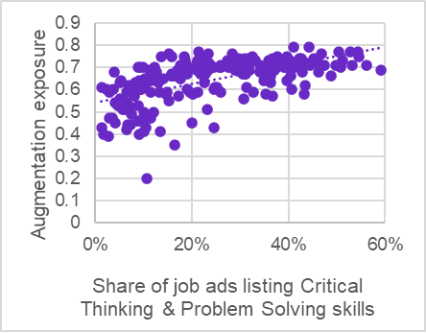 Augmentation exposure
0.9
0.8
0.7
0.6
0.5
0.4
0.3
0.2
0.1
0
0% 20% 40% 60%
Share of job ads listing Critical
Thinking & Problem Solving skills